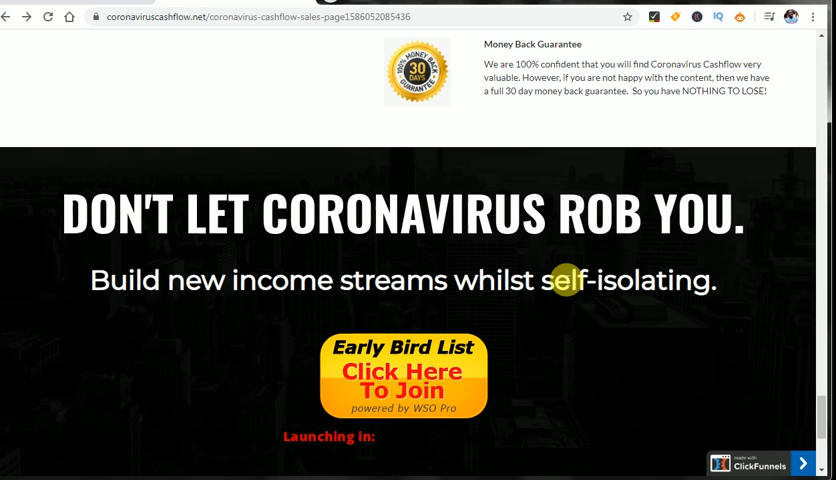 coronaviruscashflow.net/coronavirus-cashflow-sales-page1586052085436
IQ
100% MONEY BACK
30
DAYS
GUARANTEE
Money Back Guarantee
We are 100% confident that you will find Coronavirus Cashflow very
valuable. However, if you are not happy with the content, then we have
a full 30 day money back guarantee. So you have NOTHING TO LOSE!
DON'T LET CORONAVIRUS ROB YOU.
Build new income streams whilst self-isolating.
Early Bird List
Click Here
To Join
powered by WSO Pro
Launching in:
made with
ClickFunnels